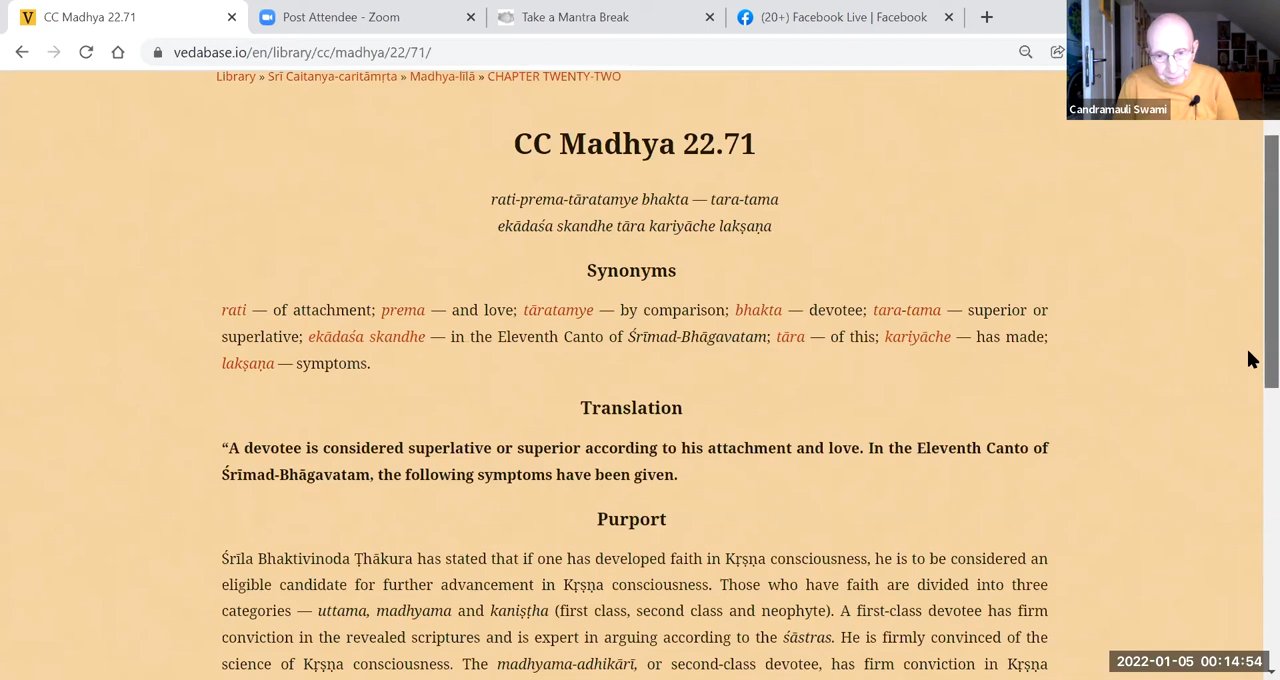 CC Madhya 22.71
Post Attendee - Zoom
Take a Mantra Break
(20+) Facebook Live | Facebook
vedabase.io/en/library/cc/madhya/22/71/
Candramauli Swami
Library » Śrī Caitanya-caritāmṛta » Madhya-līlā » CHAPTER TWENTY-TWO
CC Madhya 22.71
rati-prema-tāratamye bhakta — tara-tama
ekādaśa skandhe tāra kariyāche lakṣaṇa
Synonyms
rati — of attachment; prema — and love; tāratamye — by comparison; bhakta — devotee; tara-tama — superior or
superlative; ekādaśa skandhe — in the Eleventh Canto of Śrīmad-Bhāgavatam; tāra — of this; kariyāche — has made;
lakṣaṇa — symptoms.
Translation
“A devotee is considered superlative or superior according to his attachment and love. In the Eleventh Canto of
Śrīmad-Bhāgavatam, the following symptoms have been given.
Purport
Śrīla Bhaktivinoda Ṭhākura has stated that if one has developed faith in Kṛṣṇa consciousness, he is to be considered an
eligible candidate for further advancement in Kṛṣṇa consciousness. Those who have faith are divided into three
categories — uttama, madhyama and kaniṣṭha (first class, second class and neophyte). A first-class devotee has firm
conviction in the revealed scriptures and is expert in arguing according to the śāstras. He is firmly convinced of the
science of Kṛṣṇa consciousness. The madhyama-adhikārī, or second-class devotee, has firm conviction in Kṛṣṇa
2022-01-05 00:14:54